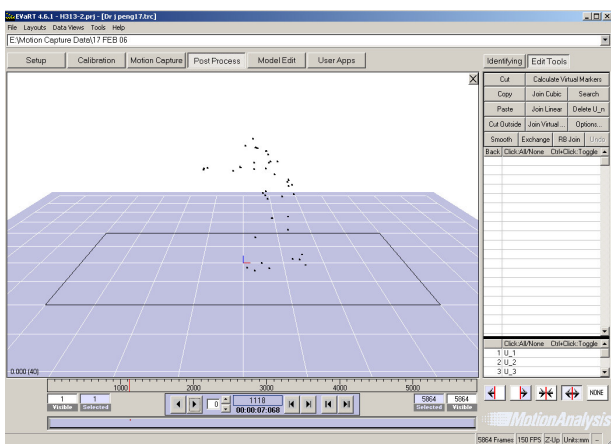 EVaRT 4.6.1 - H313-2.prj - [Dr j peng17.trc]
File Layouts Data Views Tools Help
E:\Motion Capture Data\17 FEB 06
Setup Calibration Motion Capture Post Process Model Edit User Apps Identifying Edit Tools
Cut Calculate Virtual Markers
Copy Join Cubic Search
Paste Join Linear Delete U_n
Cut Outside Join Virtual... Options...
Smooth Exchange RB Join Undo
Back Click:All/None Ctrl+Click:Toggle
Click:All/None Ctrl+Click:Toggle
1 U_1
2 U_2
3 U_3
0.000 (40)
1000 2000 3000 4000 5000
1 1 0 1118 5864 5864 NONE
Visible Selected 00:00:07:068 Selected Visible
MotionAnalysis
5864 Frames 150 FPS Z-Up Units:mm --